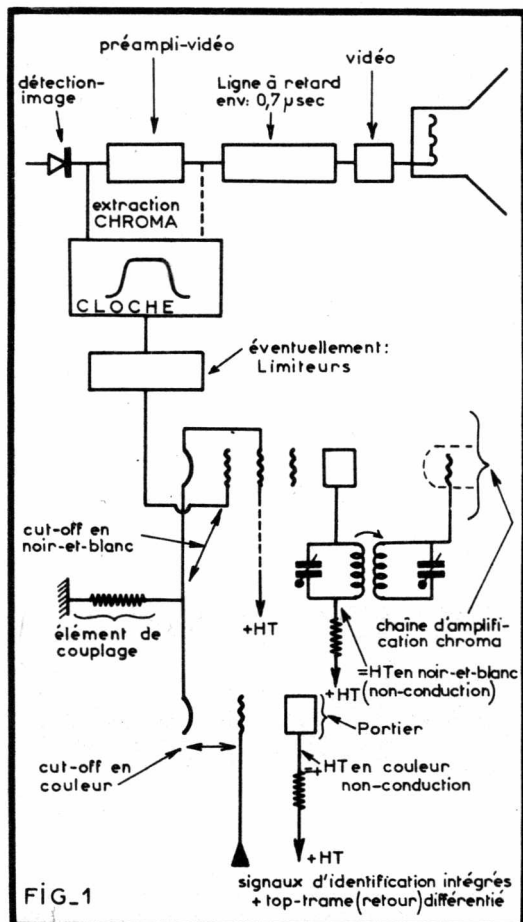 préampli-vidéo
détection-
image
Ligne à retard
env: 0,7 µsec
vidéo
extraction
CHROMA
CLOCHE
éventuellement:
Limiteurs
cut-off en
noir-et-blanc
+HT
élément de
couplage
chaîne d'amplifi-
cation chroma
=HT en noir-et-blanc
+HT (non-conduction)
Portier
cut-off en
couleur
=+HT en couleur
non-conduction
+HT
signaux d'identification intégrés
+ top-trame (retour) différentié
FIG_1